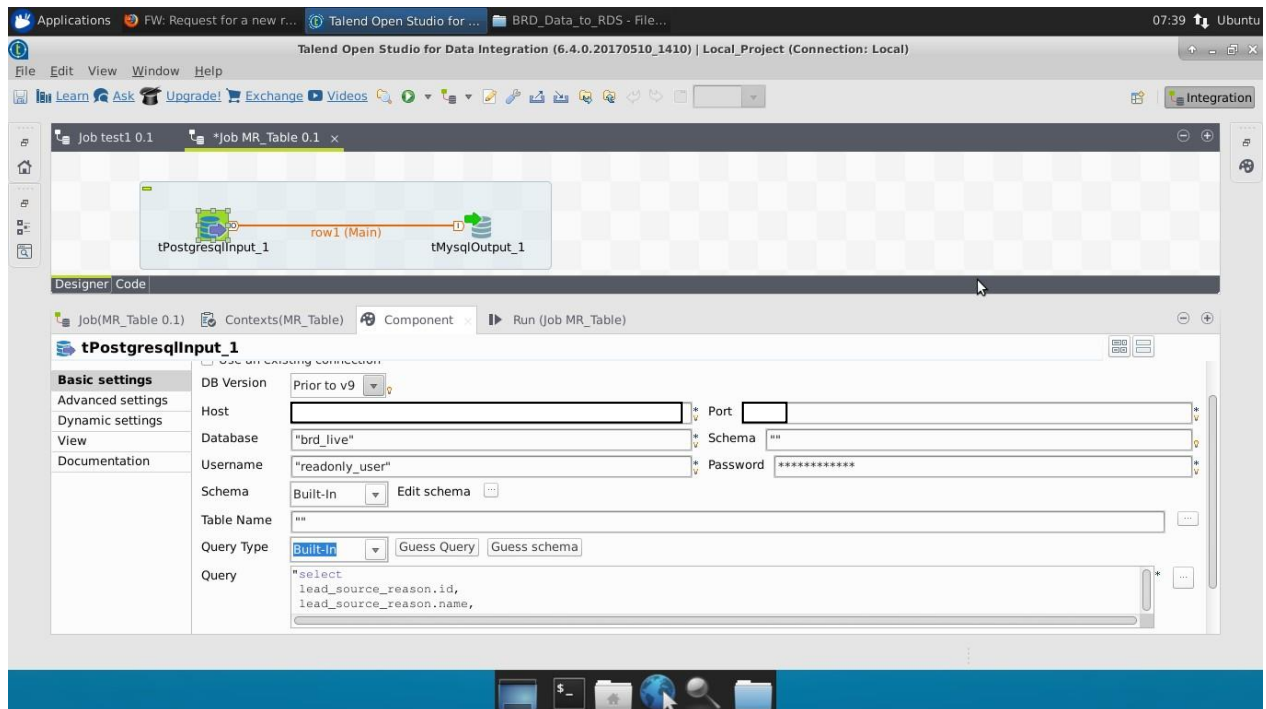 Applications FW: Request for a new r... Talend Open Studio for ... BRD_Data_to_RDS - File... 07:39 Ubuntu
Talend Open Studio for Data Integration (6.4.0.20170510_1410) | Local_Project (Connection: Local)
File Edit View Window Help
Learn Ask Upgrade! Exchange Videos Integration
Job test1 0.1 *Job MR_Table 0.1
row1 (Main)
tPostgresqlInput_1 tMysqlOutput_1
Designer Code
Job(MR_Table 0.1) Contexts(MR_Table) Component Run (Job MR_Table)
tPostgresqlInput_1
Use an existing connection
Basic settings DB Version Prior to v9
Advanced settings
Host * Port *
Dynamic settings
View Database "brd_live" * Schema ""
Documentation Username "readonly_user" * Password ************ *
Schema Built-In Edit schema ...
Table Name "" ...
Query Type Built-In Guess Query Guess schema
Query "select * ...
lead_source_reason.id,
lead_source_reason.name,
$_